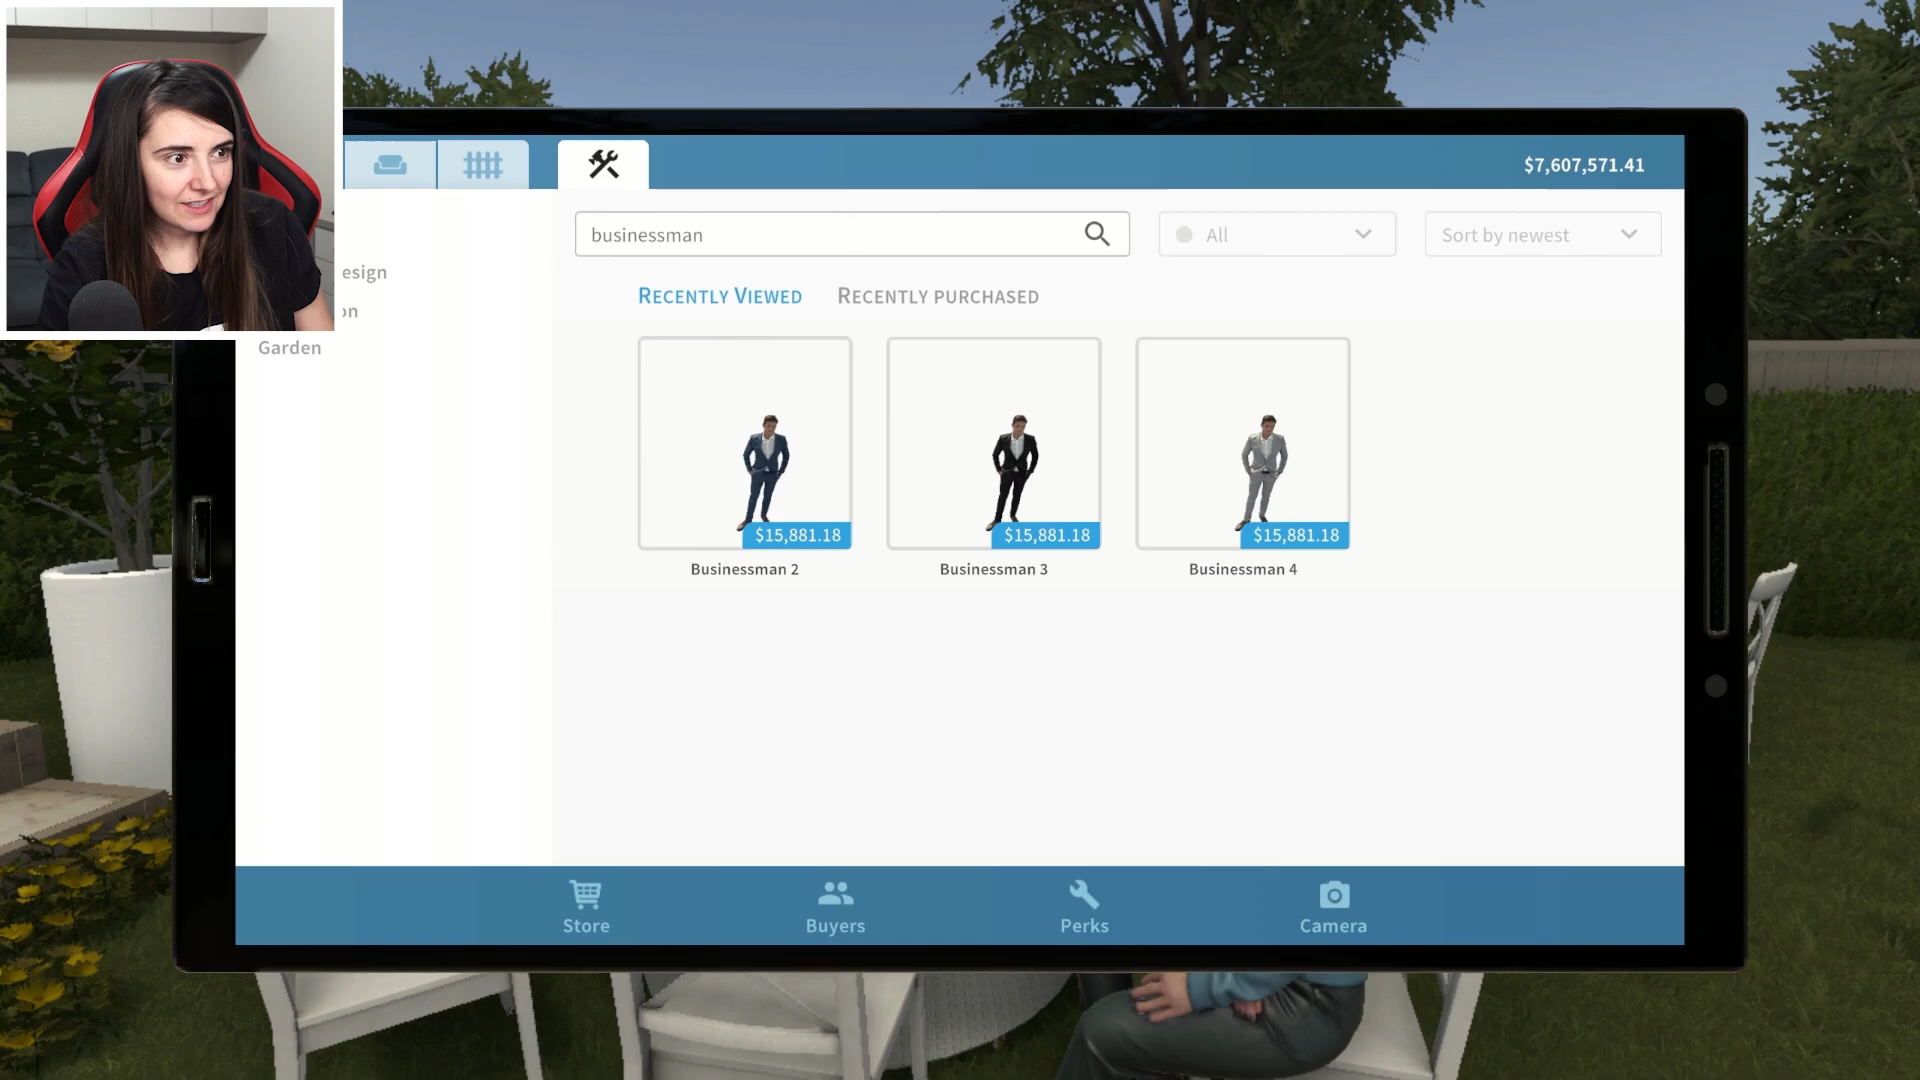 $7,607,571.41
businessman
All
Sort by newest
esign
on
Garden
RECENTLY VIEWED
RECENTLY PURCHASED
$15,881.18
$15,881.18
$15,881.18
Businessman 2
Businessman 3
Businessman 4
Store
Buyers
Perks
Camera